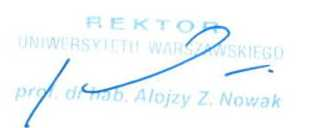 REKTOR
UNIWERSYTETU WARSZAWSKIEGO
prof. dr hab. Alojzy Z. Nowak